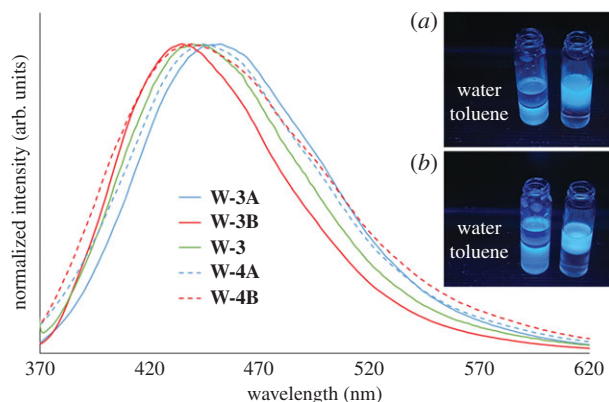 (a)
water
toluene
(b)
water
toluene
normalized intensity (arb. units)
W-3A
W-3B
W-3
W-4A
W-4B
370 420 470 520 570 620
wavelength (nm)